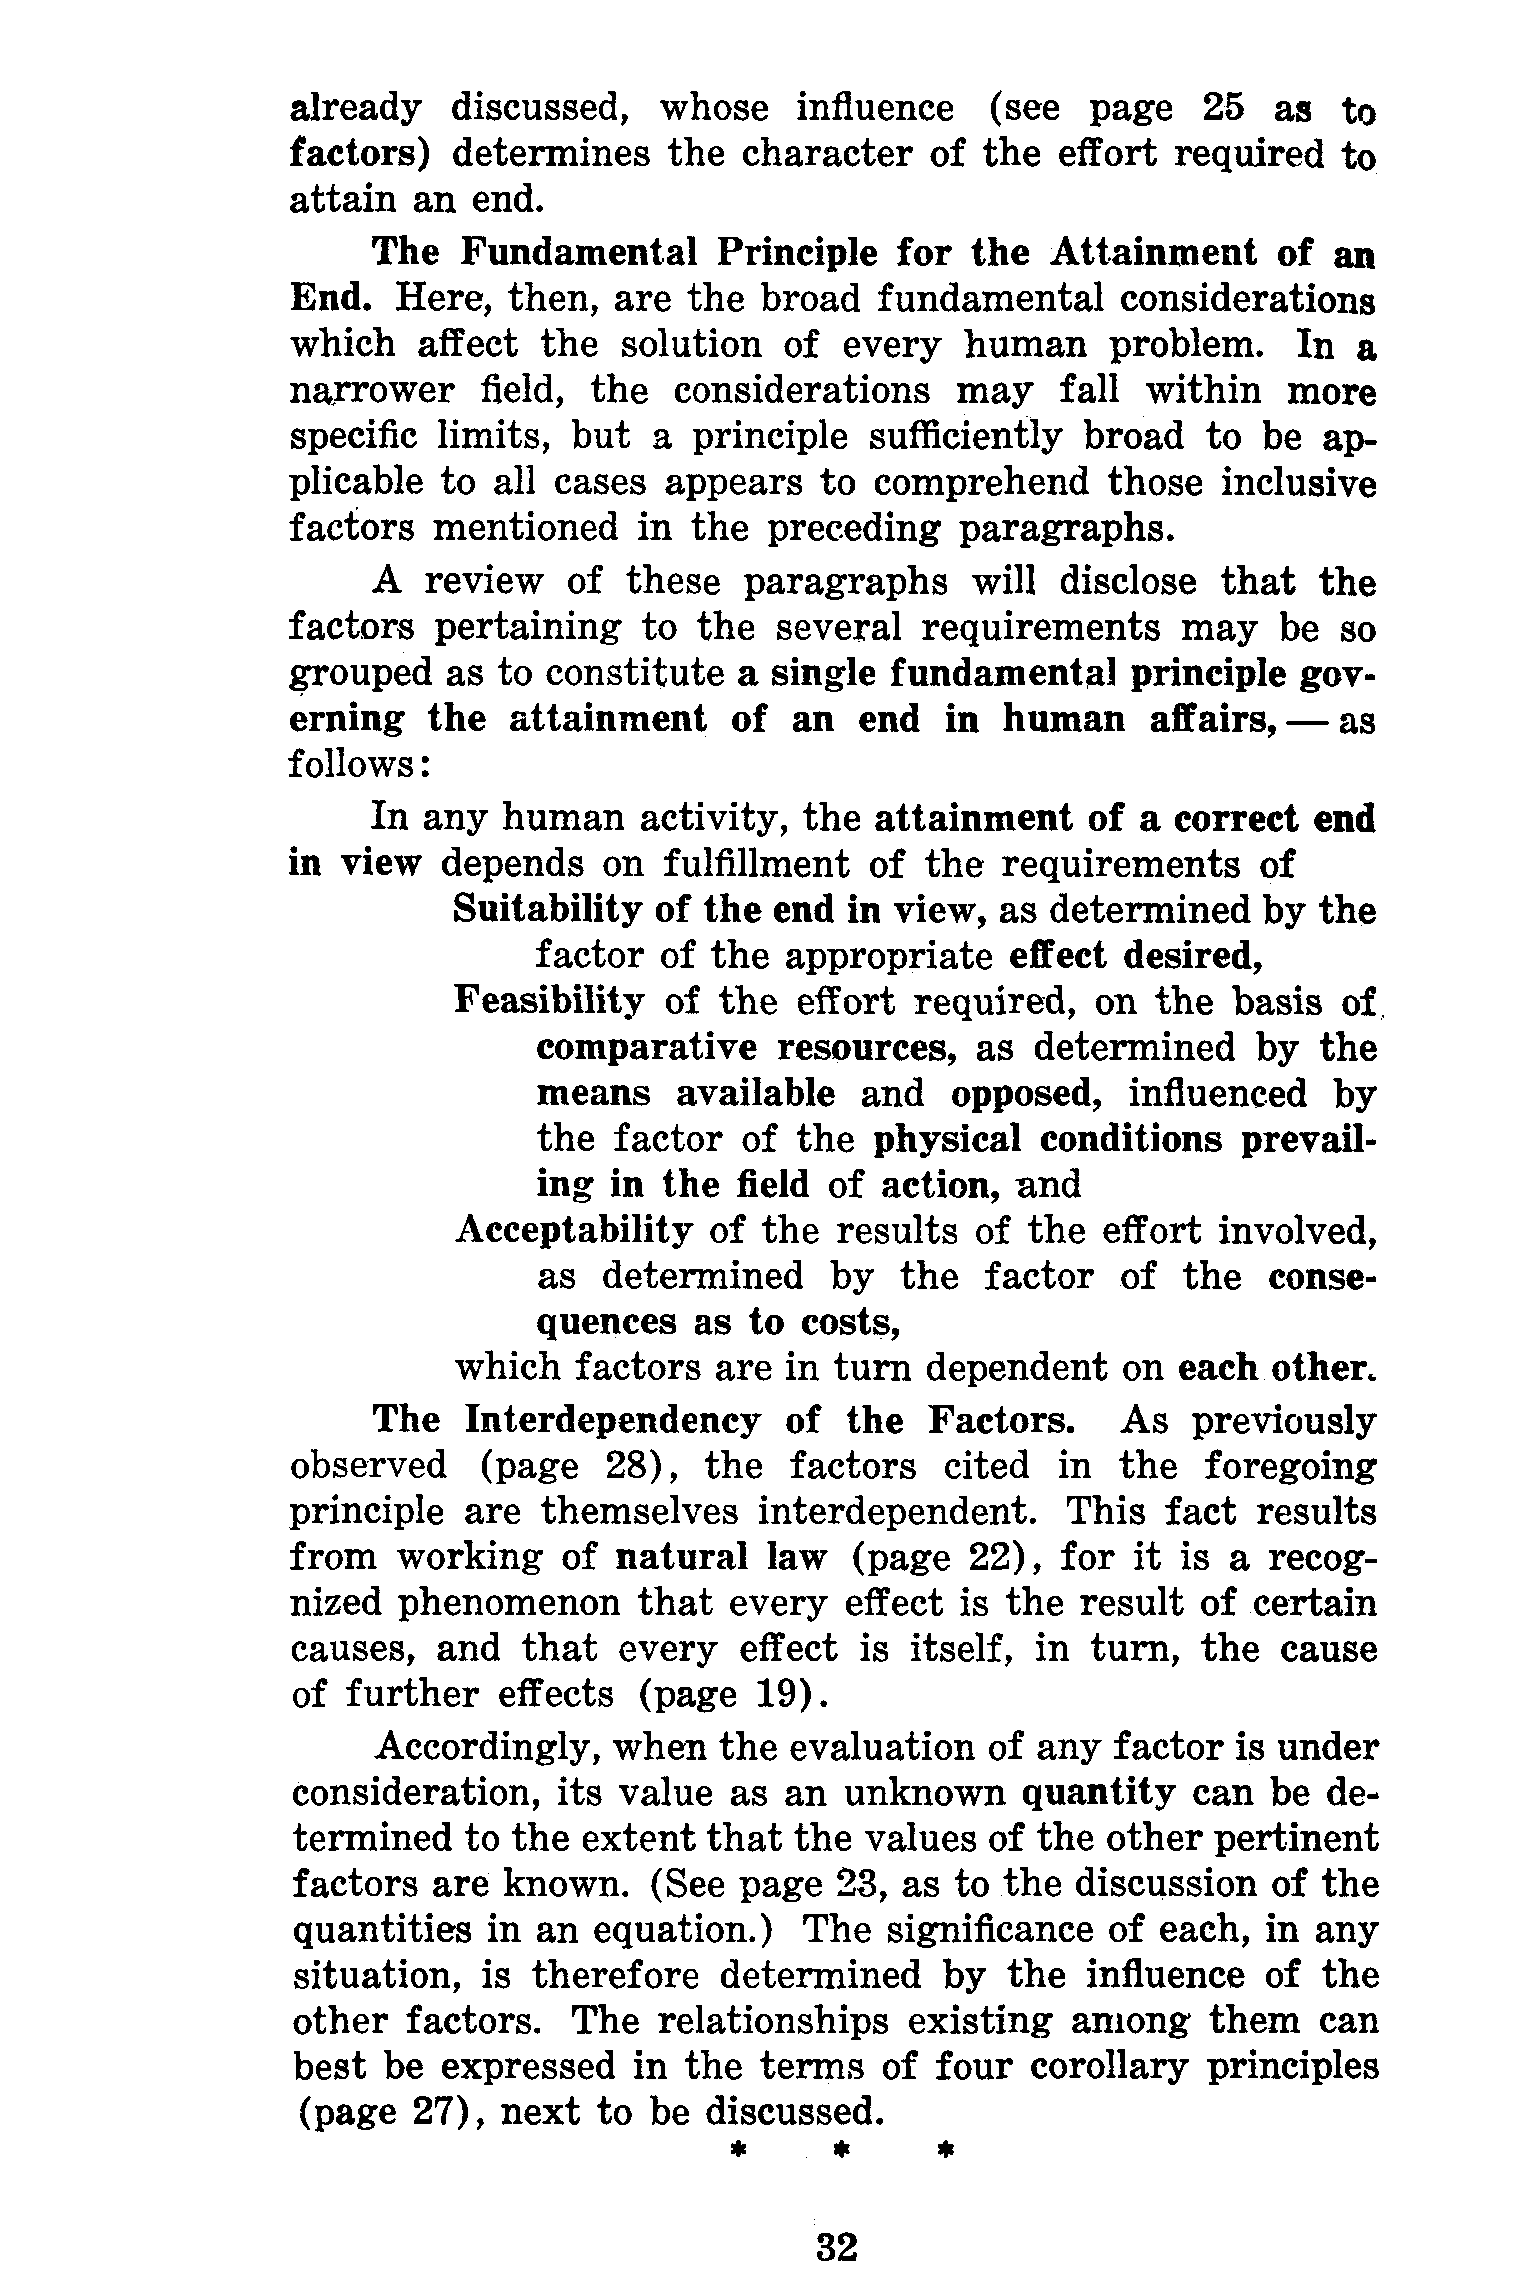 already discussed, whose influence (see page 25 as to
factors) determines the character of the effort required to
attain an end.
The Fundamental Principle for the Attainment of an
End. Here, then, are the broad fundamental considerations
which affect the solution of every human problem. In a
narrower field, the considerations may fall within more
specific limits, but a principle sufficiently broad to be ap-
plicable to all cases appears to comprehend those inclusive
factors mentioned in the preceding paragraphs.
A review of these paragraphs will disclose that the
factors pertaining to the several requirements may be so
grouped as to constitute a single fundamental principle gov-
erning the attainment of an end in human affairs, — as
follows:
In any human activity, the attainment of a correct end
in view depends on fulfillment of the requirements of
Suitability of the end in view, as determined by the
factor of the appropriate effect desired,
Feasibility of the effort required, on the basis of
comparative resources, as determined by the
means available and opposed, influenced by
the factor of the physical conditions prevail-
ing in the field of action, and
Acceptability of the results of the effort involved,
as determined by the factor of the conse-
quences as to costs,
which factors are in turn dependent on each other.
The Interdependency of the Factors. As previously
observed (page 28), the factors cited in the foregoing
principle are themselves interdependent. This fact results
from working of natural law (page 22), for it is a recog-
nized phenomenon that every effect is the result of certain
causes, and that every effect is itself, in turn, the cause
of further effects (page 19).
Accordingly, when the evaluation of any factor is under
consideration, its value as an unknown quantity can be de-
termined to the extent that the values of the other pertinent
factors are known. (See page 23, as to the discussion of the
quantities in an equation.) The significance of each, in any
situation, is therefore determined by the influence of the
other factors. The relationships existing among them can
best be expressed in the terms of four corollary principles
(page 27), next to be discussed.
* * *
32